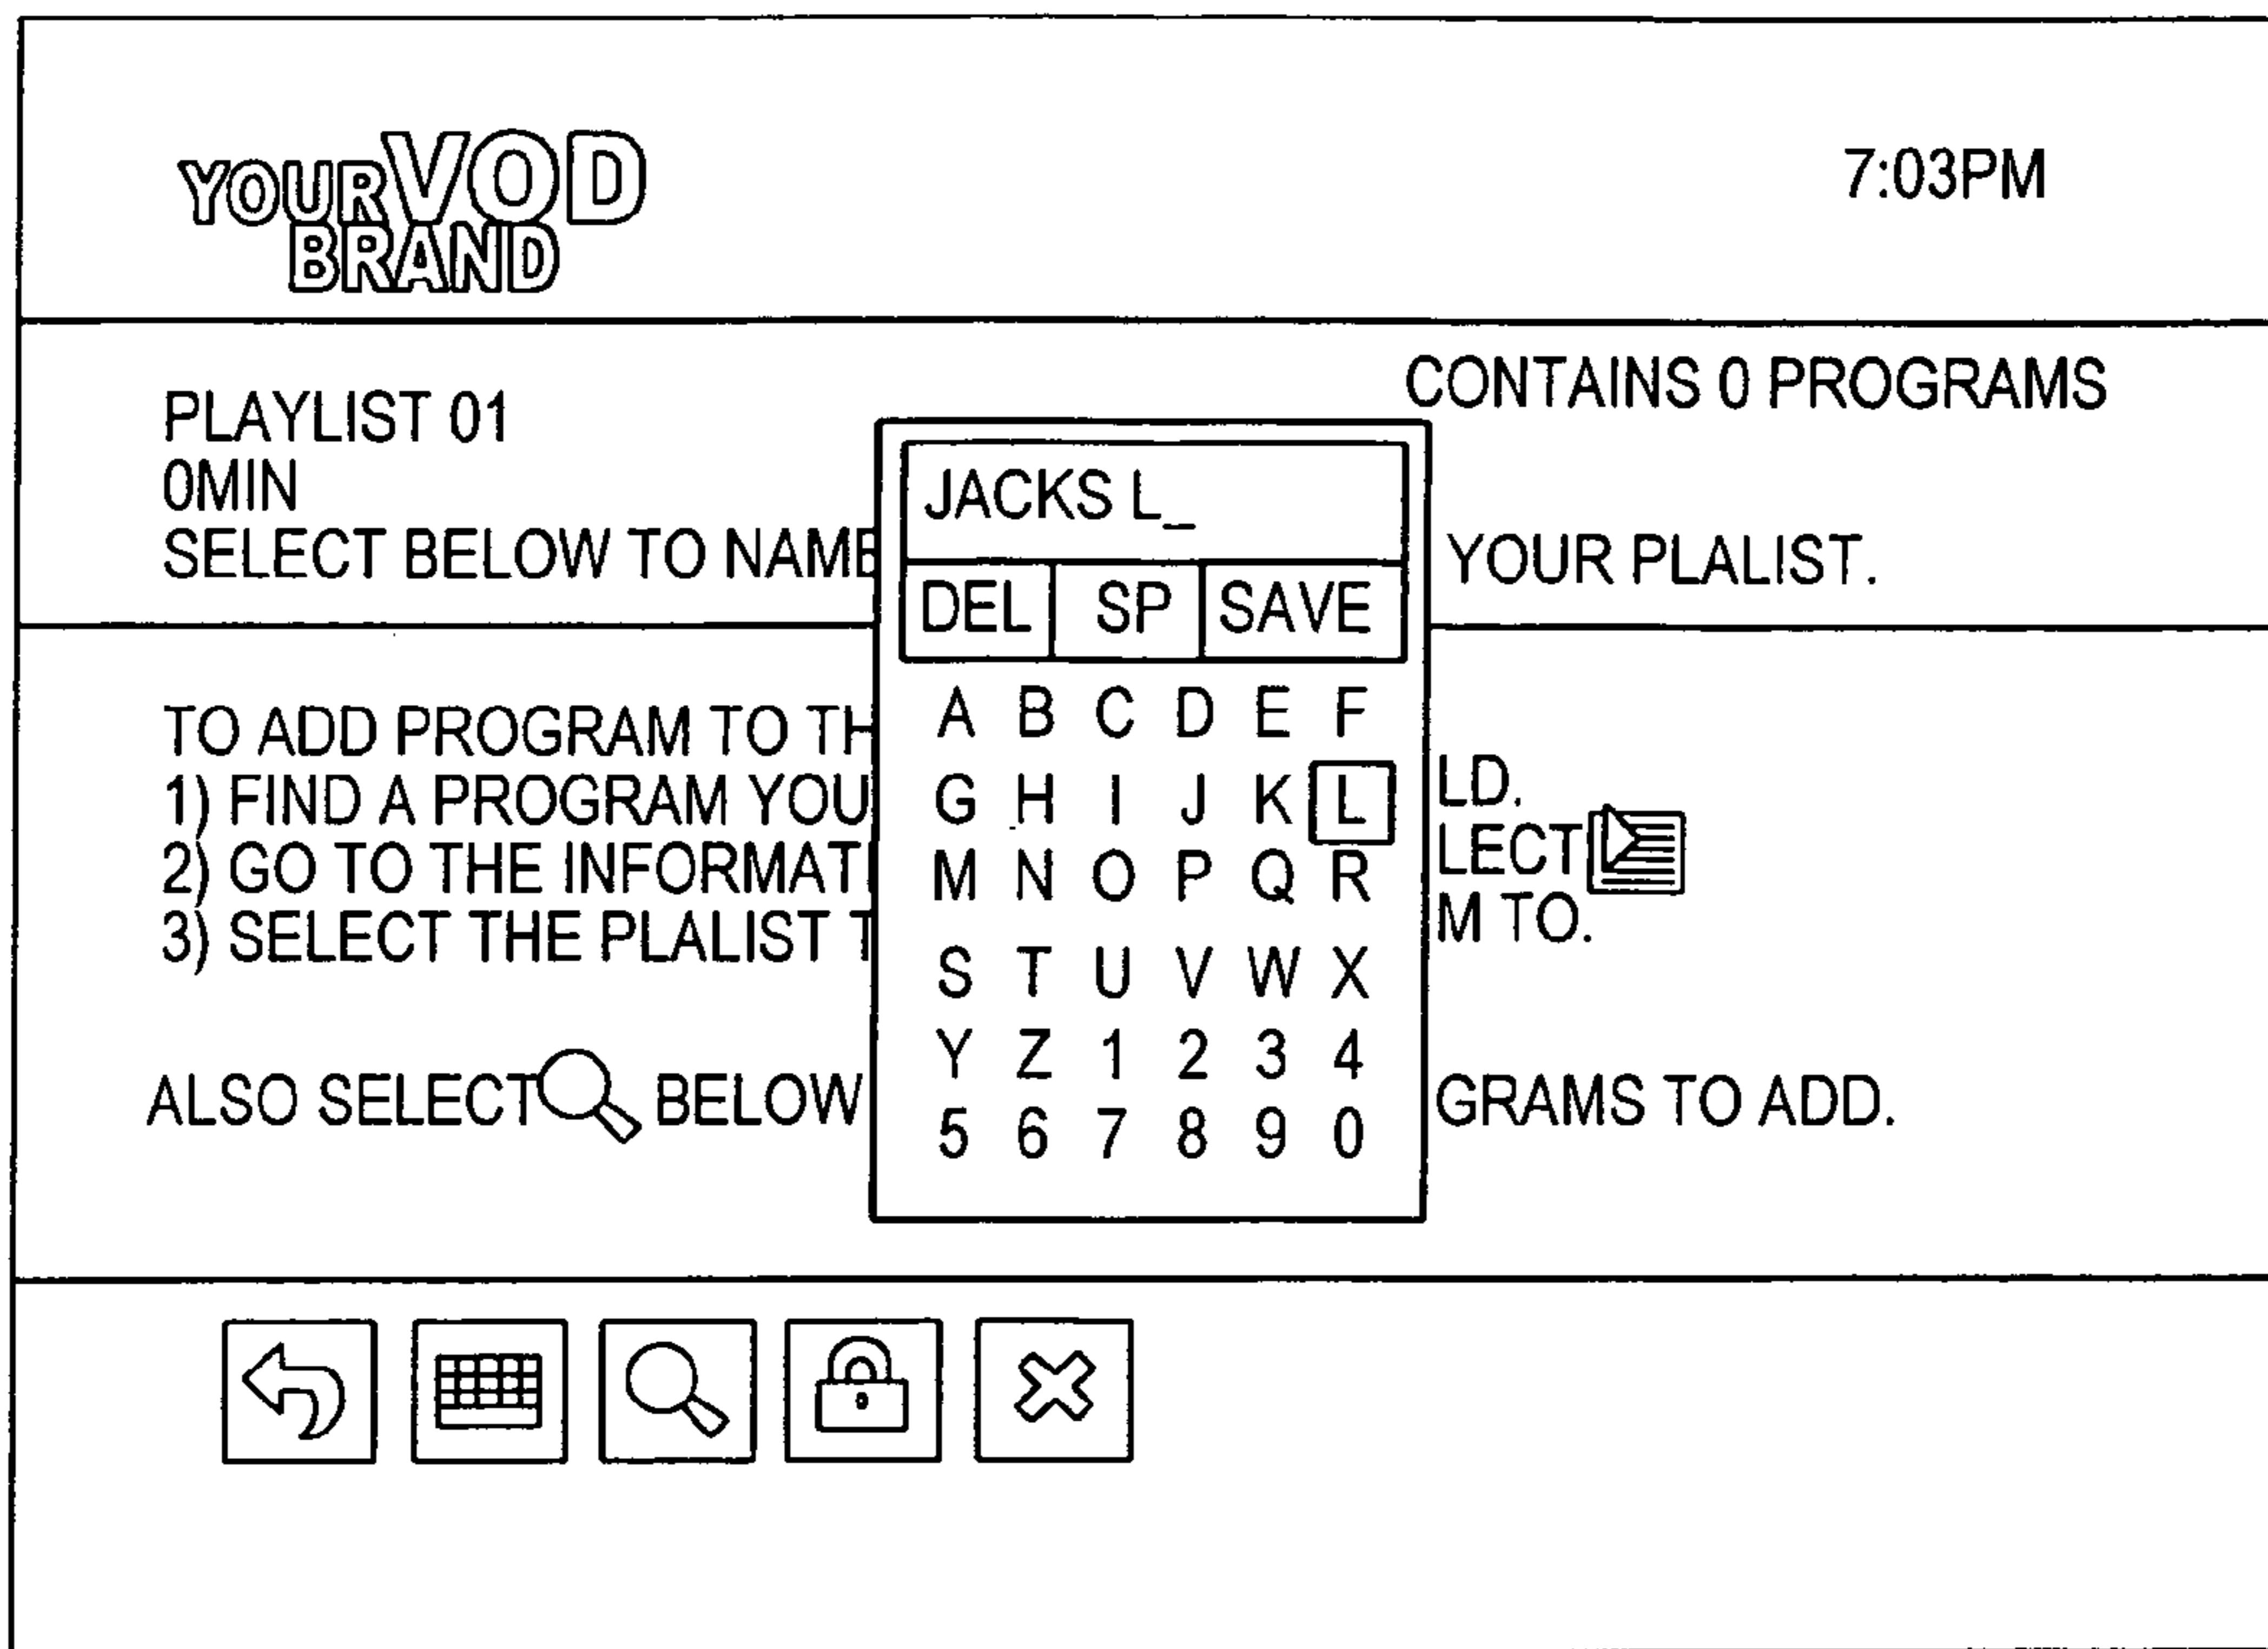 YOUR VOD
BRAND
7:03PM
CONTAINS 0 PROGRAMS
PLAYLIST 01
0MIN
SELECT BELOW TO NAME
YOUR PLALIST.
JACKS L_
DEL SP SAVE
A B C D E F
G H I J K L
M N O P Q R
S T U V W X
Y Z 1 2 3 4
5 6 7 8 9 0
TO ADD PROGRAM TO TH
1) FIND A PROGRAM YOU
LD.
2) GO TO THE INFORMATI
LECT
3) SELECT THE PLALIST T
M TO.
ALSO SELECT BELOW
GRAMS TO ADD.